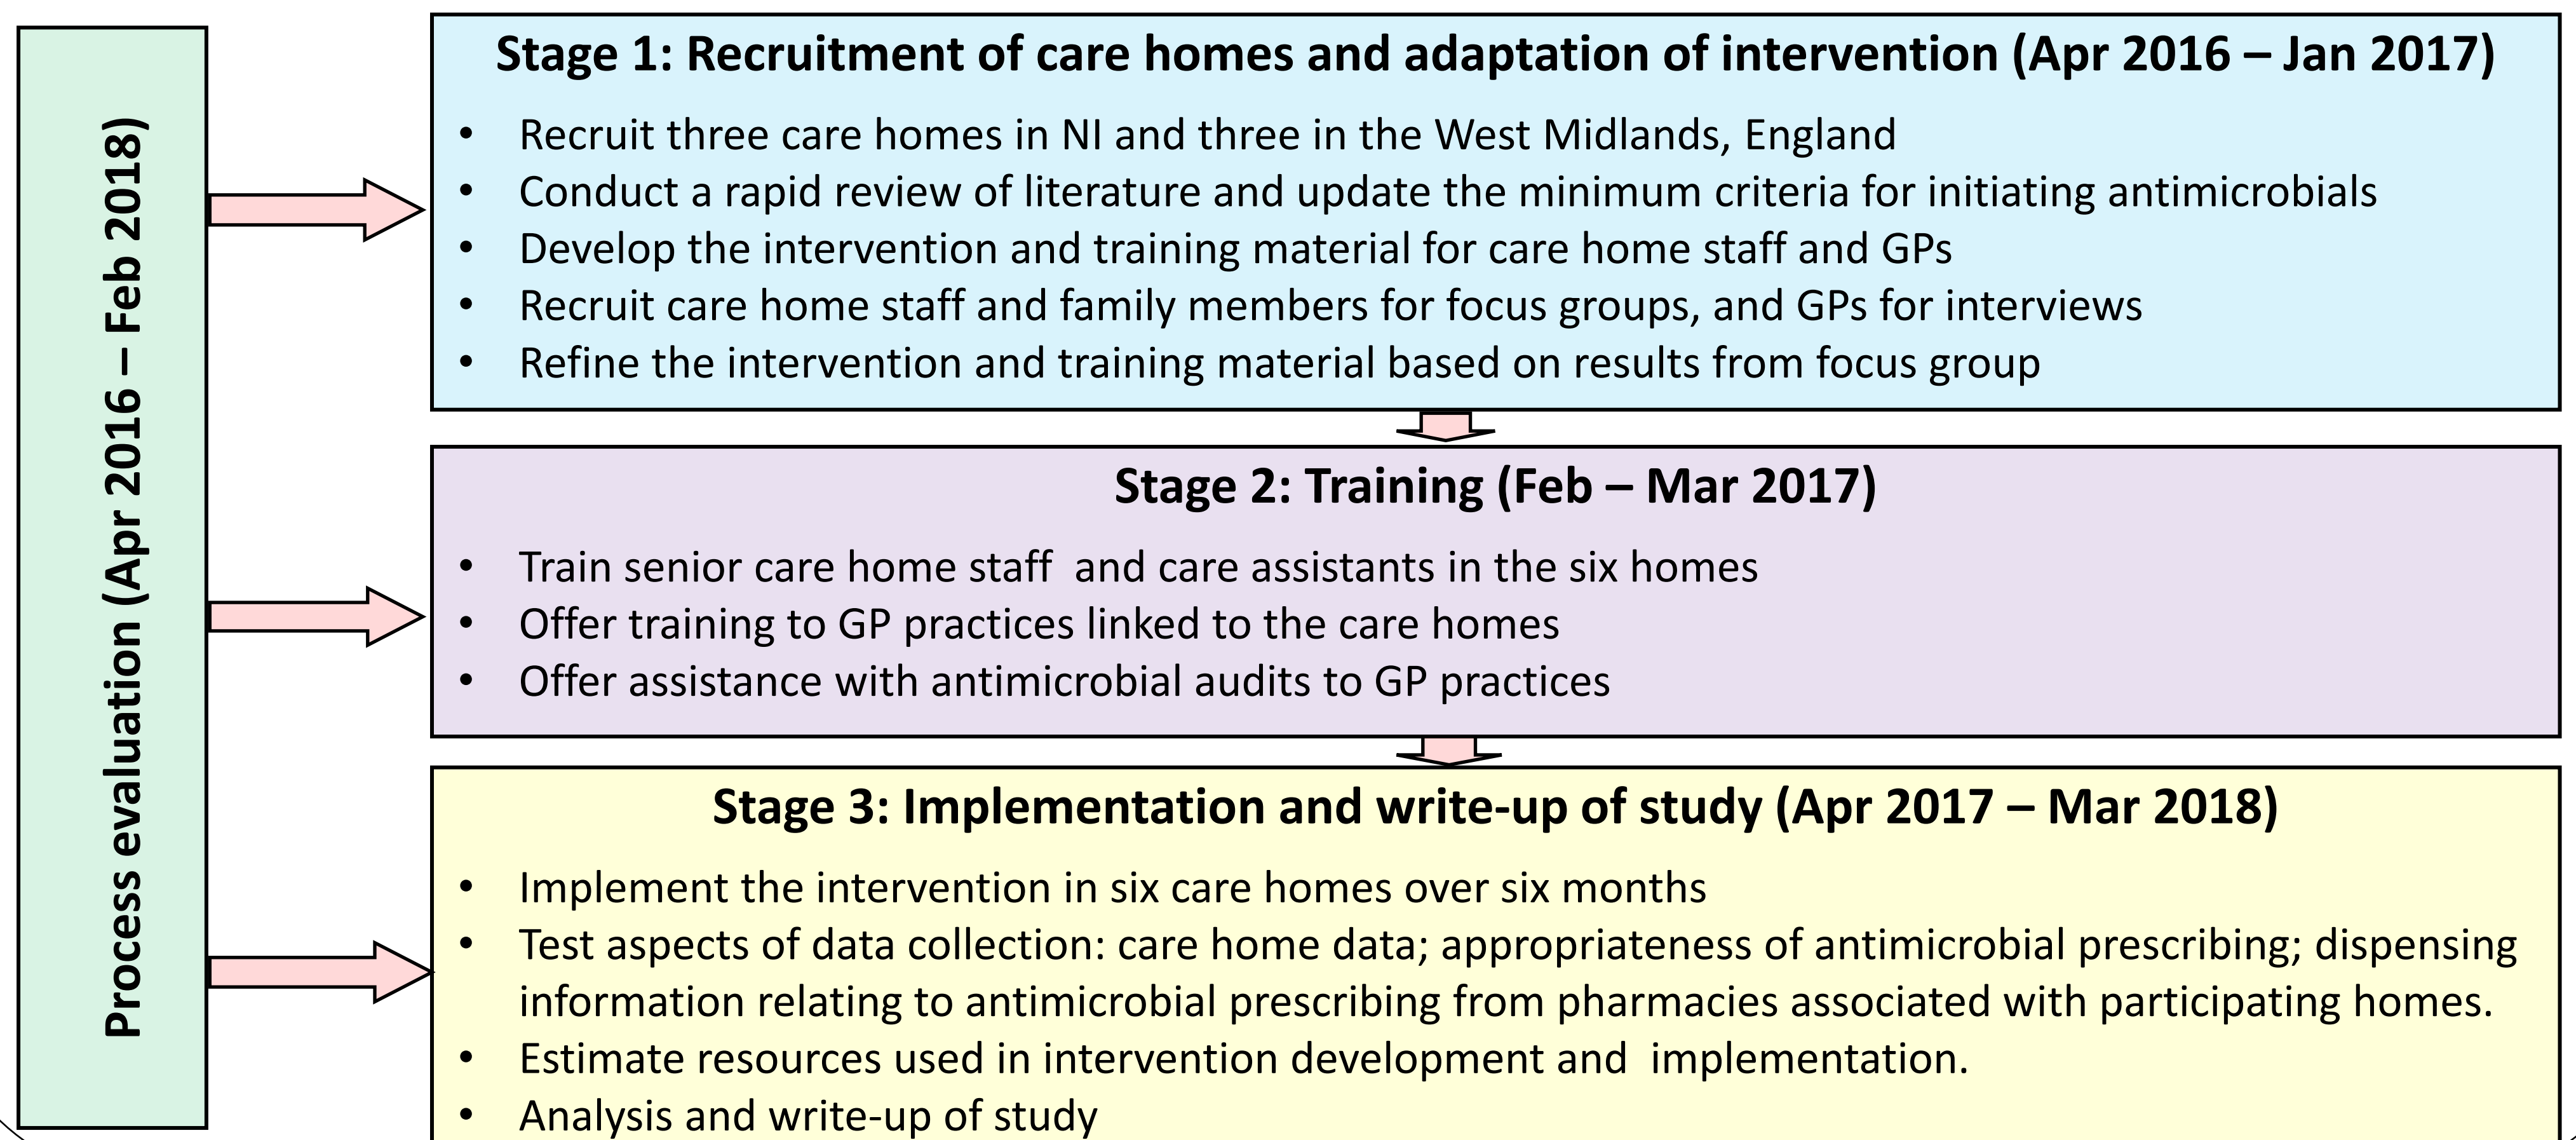 Process evaluation (Apr 2016 – Feb 2018)
Stage 1: Recruitment of care homes and adaptation of intervention (Apr 2016 – Jan 2017)
• Recruit three care homes in NI and three in the West Midlands, England
• Conduct a rapid review of literature and update the minimum criteria for initiating antimicrobials
• Develop the intervention and training material for care home staff and GPs
• Recruit care home staff and family members for focus groups, and GPs for interviews
• Refine the intervention and training material based on results from focus group
Stage 2: Training (Feb – Mar 2017)
• Train senior care home staff  and care assistants in the six homes
• Offer training to GP practices linked to the care homes
• Offer assistance with antimicrobial audits to GP practices
Stage 3: Implementation and write-up of study (Apr 2017 – Mar 2018)
• Implement the intervention in six care homes over six months
• Test aspects of data collection: care home data; appropriateness of antimicrobial prescribing; dispensing
information relating to antimicrobial prescribing from pharmacies associated with participating homes.
• Estimate resources used in intervention development and  implementation.
• Analysis and write-up of study